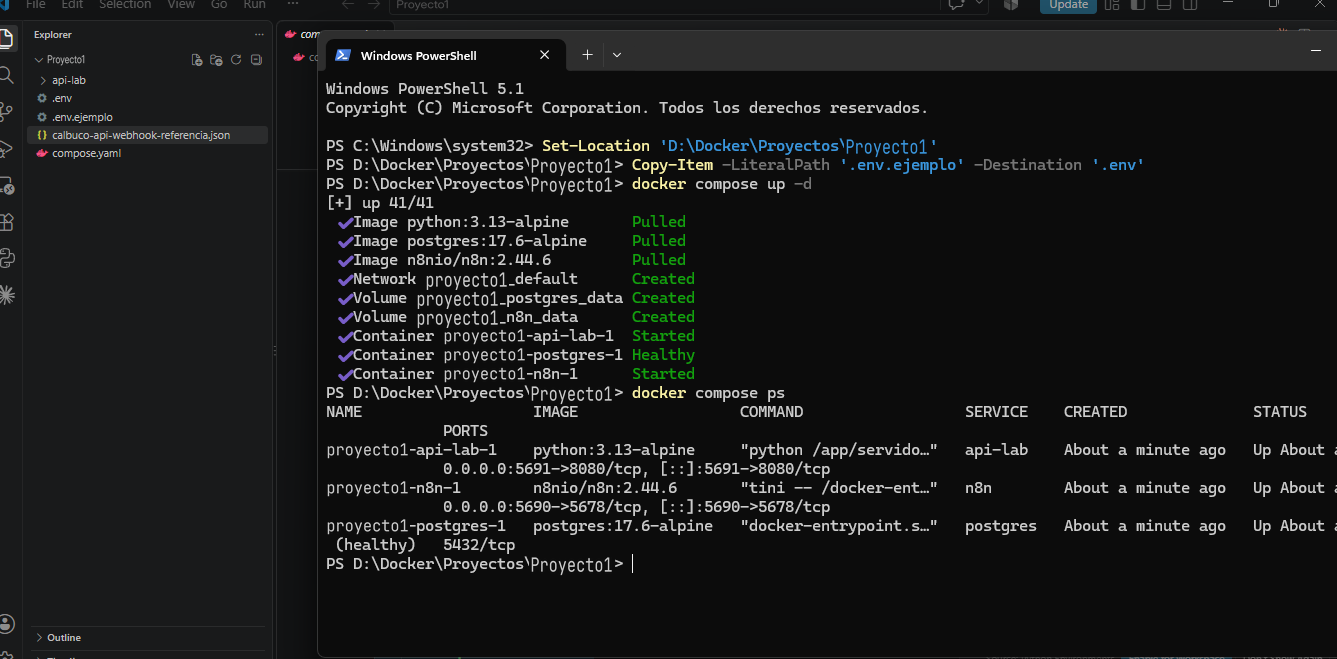 File Edit Selection View Go Run ···
Proyecto1
Update
Explorer
Proyecto1
api-lab
.env
.env.ejemplo
calbuco-api-webhook-referencia.json
compose.yaml
Outline
Windows PowerShell
Windows PowerShell 5.1
Copyright (C) Microsoft Corporation. Todos los derechos reservados.
PS C:\Windows\system32> Set-Location 'D:\Docker\Proyectos\Proyecto1'
PS D:\Docker\Proyectos\Proyecto1> Copy-Item -LiteralPath '.env.ejemplo' -Destination '.env'
PS D:\Docker\Proyectos\Proyecto1> docker compose up -d
[+] up 41/41
✔Image python:3.13-alpine Pulled
✔Image postgres:17.6-alpine Pulled
✔Image n8nio/n8n:2.44.6 Pulled
✔Network proyecto1_default Created
✔Volume proyecto1_postgres_data Created
✔Volume proyecto1_n8n_data Created
✔Container proyecto1-api-lab-1 Started
✔Container proyecto1-postgres-1 Healthy
✔Container proyecto1-n8n-1 Started
PS D:\Docker\Proyectos\Proyecto1> docker compose ps
NAME IMAGE COMMAND SERVICE CREATED STATUS
PORTS
proyecto1-api-lab-1 python:3.13-alpine "python /app/servido…" api-lab About a minute ago Up About a
0.0.0.0:5691->8080/tcp, [::]:5691->8080/tcp
proyecto1-n8n-1 n8nio/n8n:2.44.6 "tini -- /docker-ent…" n8n About a minute ago Up About a
0.0.0.0:5690->5678/tcp, [::]:5690->5678/tcp
proyecto1-postgres-1 postgres:17.6-alpine "docker-entrypoint.s…" postgres About a minute ago Up About a
(healthy) 5432/tcp
PS D:\Docker\Proyectos\Proyecto1>